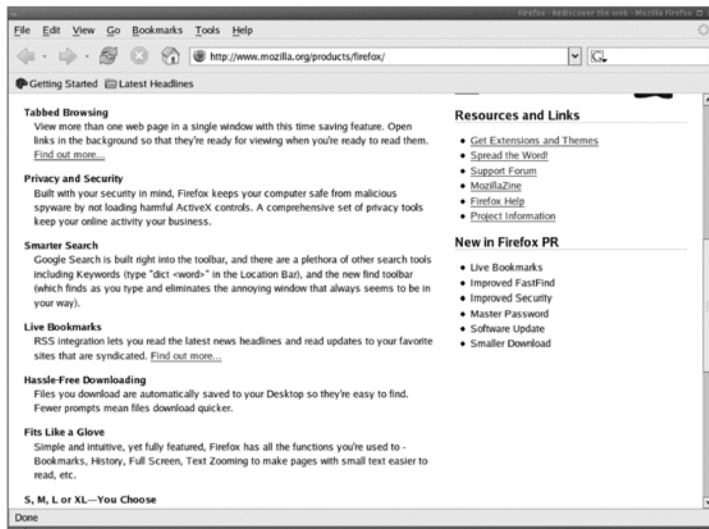 Firefox - Rediscover the web - Mozilla Firefox
File Edit View Go Bookmarks Tools Help
http://www.mozilla.org/products/firefox/
G
Getting Started Latest Headlines
Tabbed Browsing
View more than one web page in a single window with this time saving feature. Open
links in the background so that they're ready for viewing when you're ready to read them.
Find out more...
Privacy and Security
Built with your security in mind, Firefox keeps your computer safe from malicious
spyware by not loading harmful ActiveX controls. A comprehensive set of privacy tools
keep your online activity your business.
Smarter Search
Google Search is built right into the toolbar, and there are a plethora of other search tools
including Keywords (type "dict <word>" in the Location Bar), and the new find toolbar
(which finds as you type and eliminates the annoying window that always seems to be in
your way).
Live Bookmarks
RSS integration lets you read the latest news headlines and read updates to your favorite
sites that are syndicated. Find out more...
Hassle-Free Downloading
Files you download are automatically saved to your Desktop so they're easy to find.
Fewer prompts mean files download quicker.
Fits Like a Glove
Simple and intuitive, yet fully featured, Firefox has all the functions you're used to -
Bookmarks, History, Full Screen, Text Zooming to make pages with small text easier to
read, etc.
S, M, L or XL—You Choose
Resources and Links
Get Extensions and Themes
Spread the Word!
Support Forum
MozillaZine
Firefox Help
Project Information
New in Firefox PR
Live Bookmarks
Improved FastFind
Improved Security
Master Password
Software Update
Smaller Download
Done